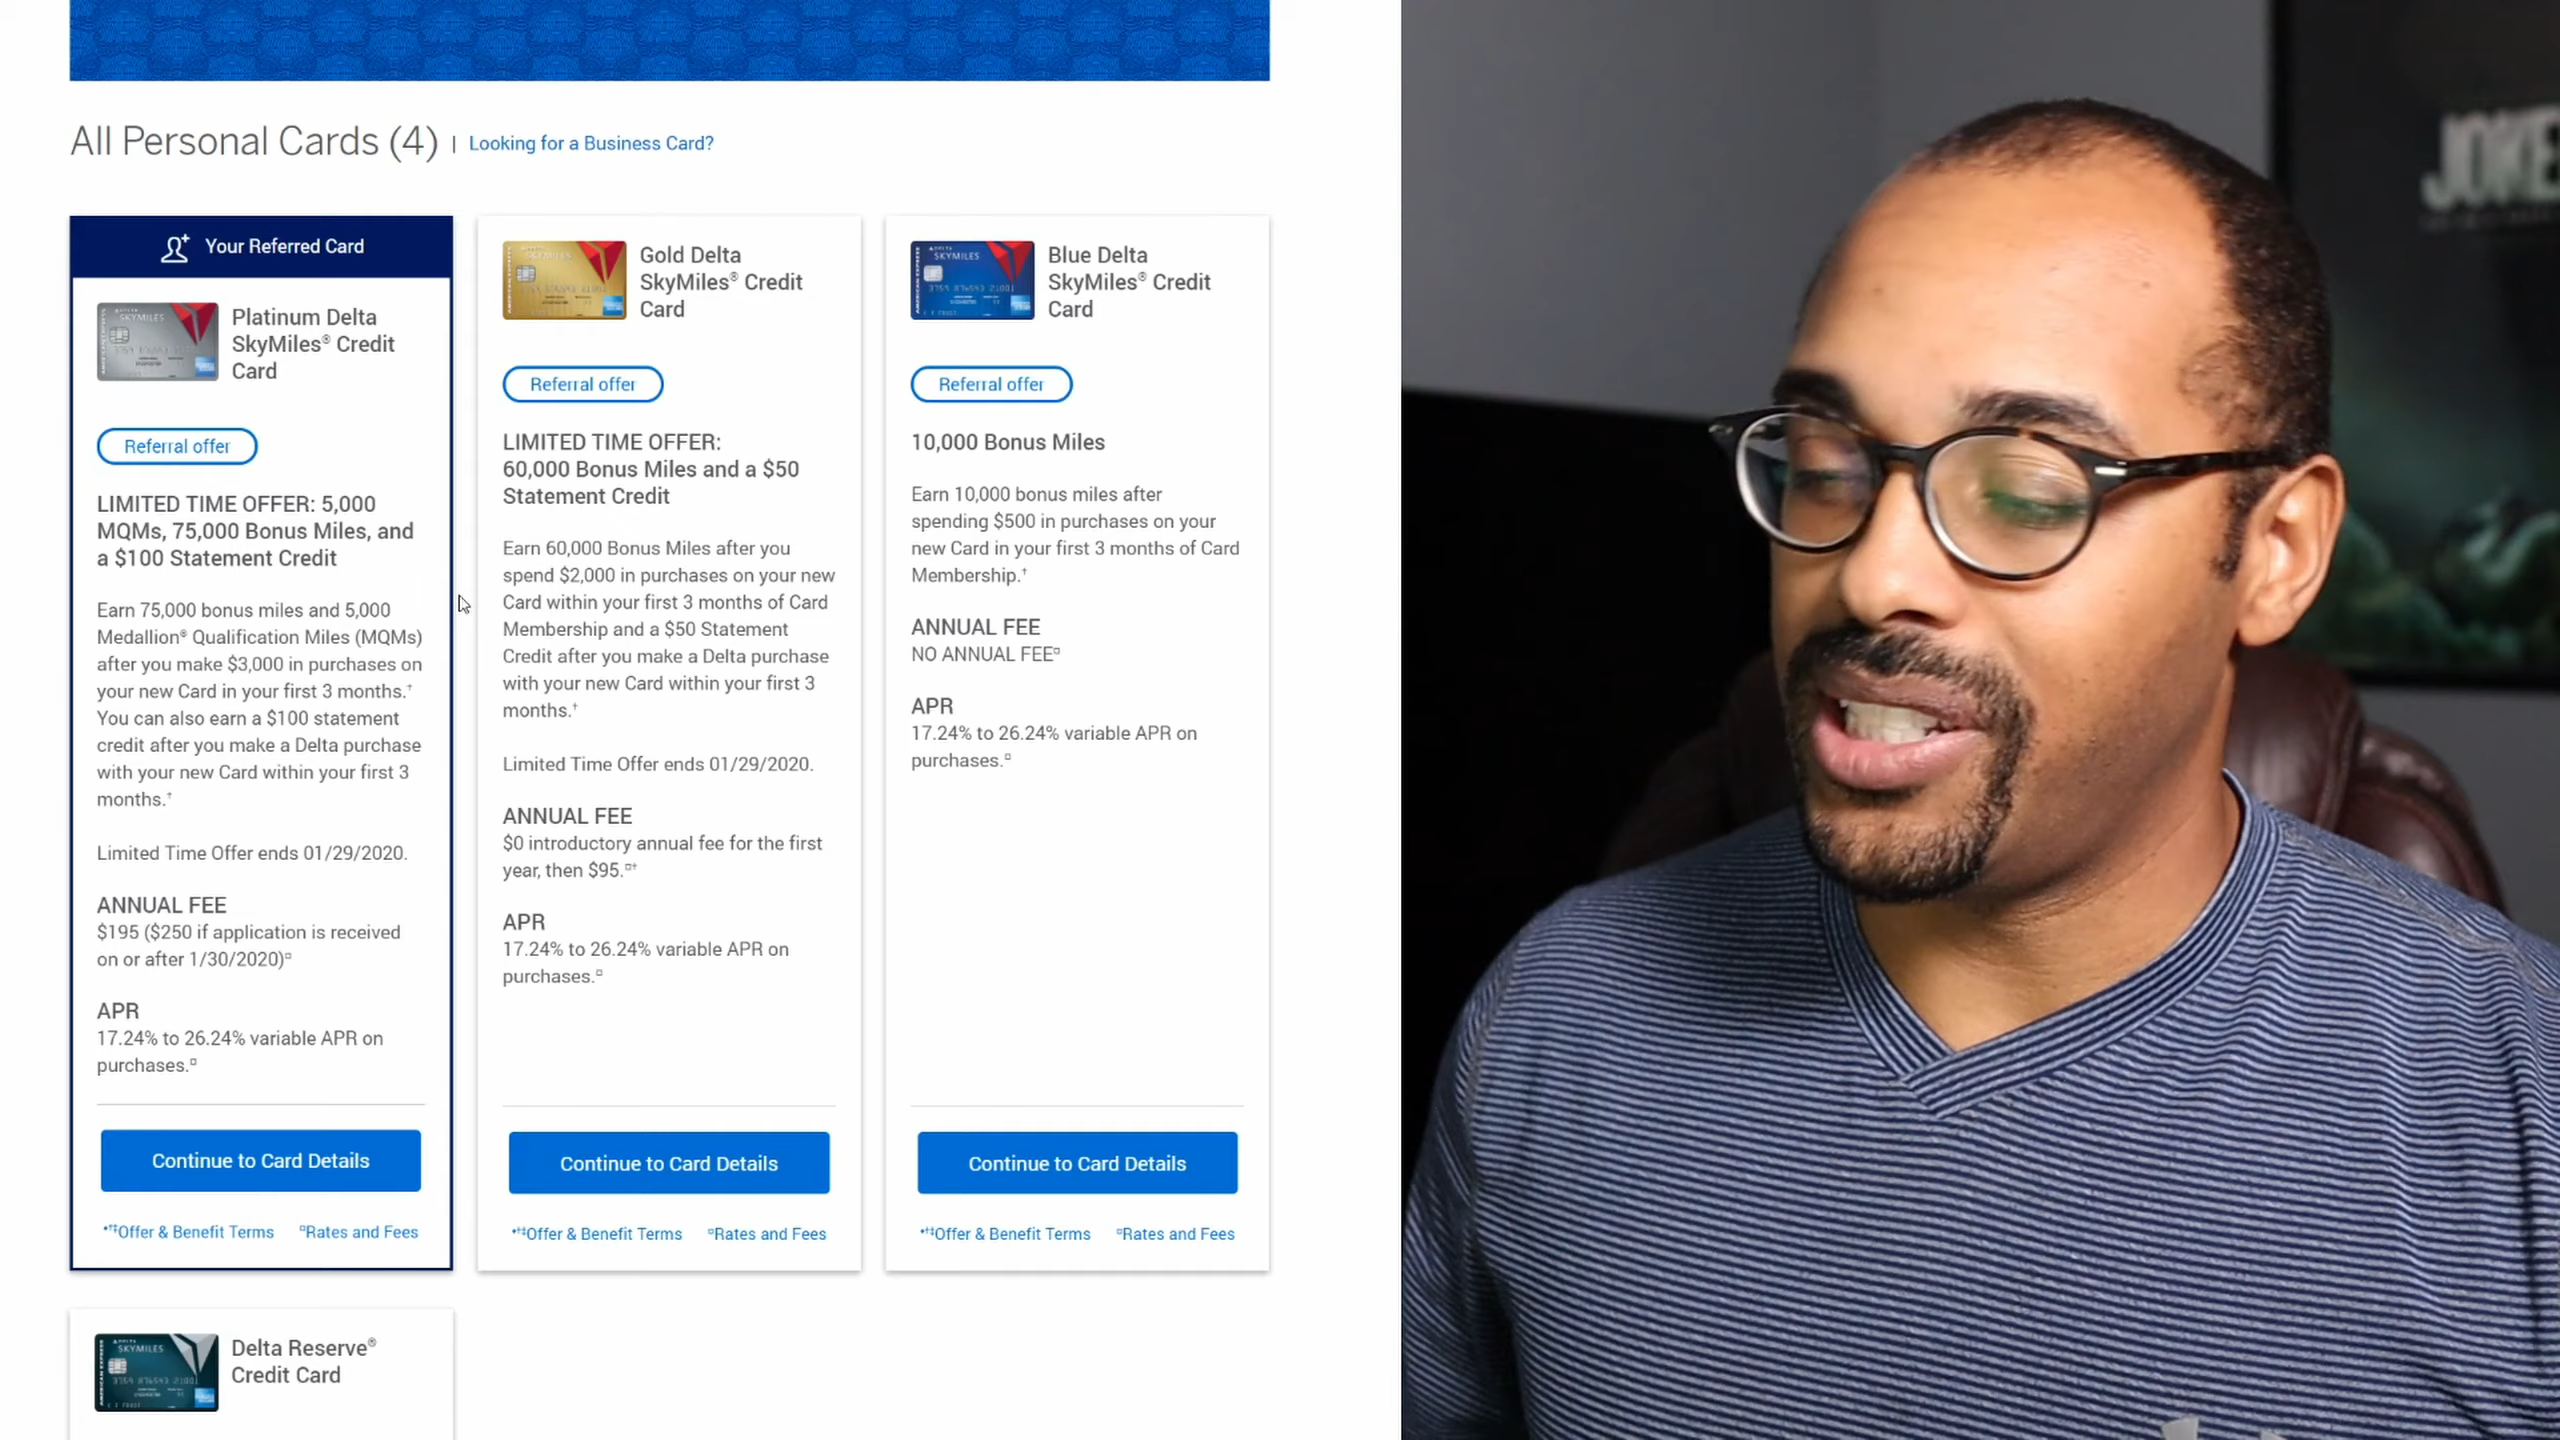 All Personal Cards (4) | Looking for a Business Card?
Your Referred Card
Platinum Delta
SkyMiles® Credit
Card
Referral offer
LIMITED TIME OFFER: 5,000
MQMs, 75,000 Bonus Miles, and
a $100 Statement Credit
Earn 75,000 bonus miles and 5,000
Medallion® Qualification Miles (MQMs)
after you make $3,000 in purchases on
your new Card in your first 3 months.†
You can also earn a $100 statement
credit after you make a Delta purchase
with your new Card within your first 3
months.†
Limited Time Offer ends 01/29/2020.
ANNUAL FEE
$195 ($250 if application is received
on or after 1/30/2020)¤
APR
17.24% to 26.24% variable APR on
purchases.¤
Continue to Card Details
•†‡Offer & Benefit Terms ¤Rates and Fees
Gold Delta
SkyMiles® Credit
Card
Referral offer
LIMITED TIME OFFER:
60,000 Bonus Miles and a $50
Statement Credit
Earn 60,000 Bonus Miles after you
spend $2,000 in purchases on your new
Card within your first 3 months of Card
Membership and a $50 Statement
Credit after you make a Delta purchase
with your new Card within your first 3
months.†
Limited Time Offer ends 01/29/2020.
ANNUAL FEE
$0 introductory annual fee for the first
year, then $95.¤†
APR
17.24% to 26.24% variable APR on
purchases.¤
Continue to Card Details
•†‡Offer & Benefit Terms ¤Rates and Fees
SKYMILES
3759 876543 21001
Blue Delta
SkyMiles® Credit
Card
Referral offer
10,000 Bonus Miles
Earn 10,000 bonus miles after
spending $500 in purchases on your
new Card in your first 3 months of Card
Membership.†
ANNUAL FEE
NO ANNUAL FEE¤
APR
17.24% to 26.24% variable APR on
purchases.¤
Continue to Card Details
•†‡Offer & Benefit Terms ¤Rates and Fees
SKYMILES
3759 876543 21001
Delta Reserve®
Credit Card
JOKE